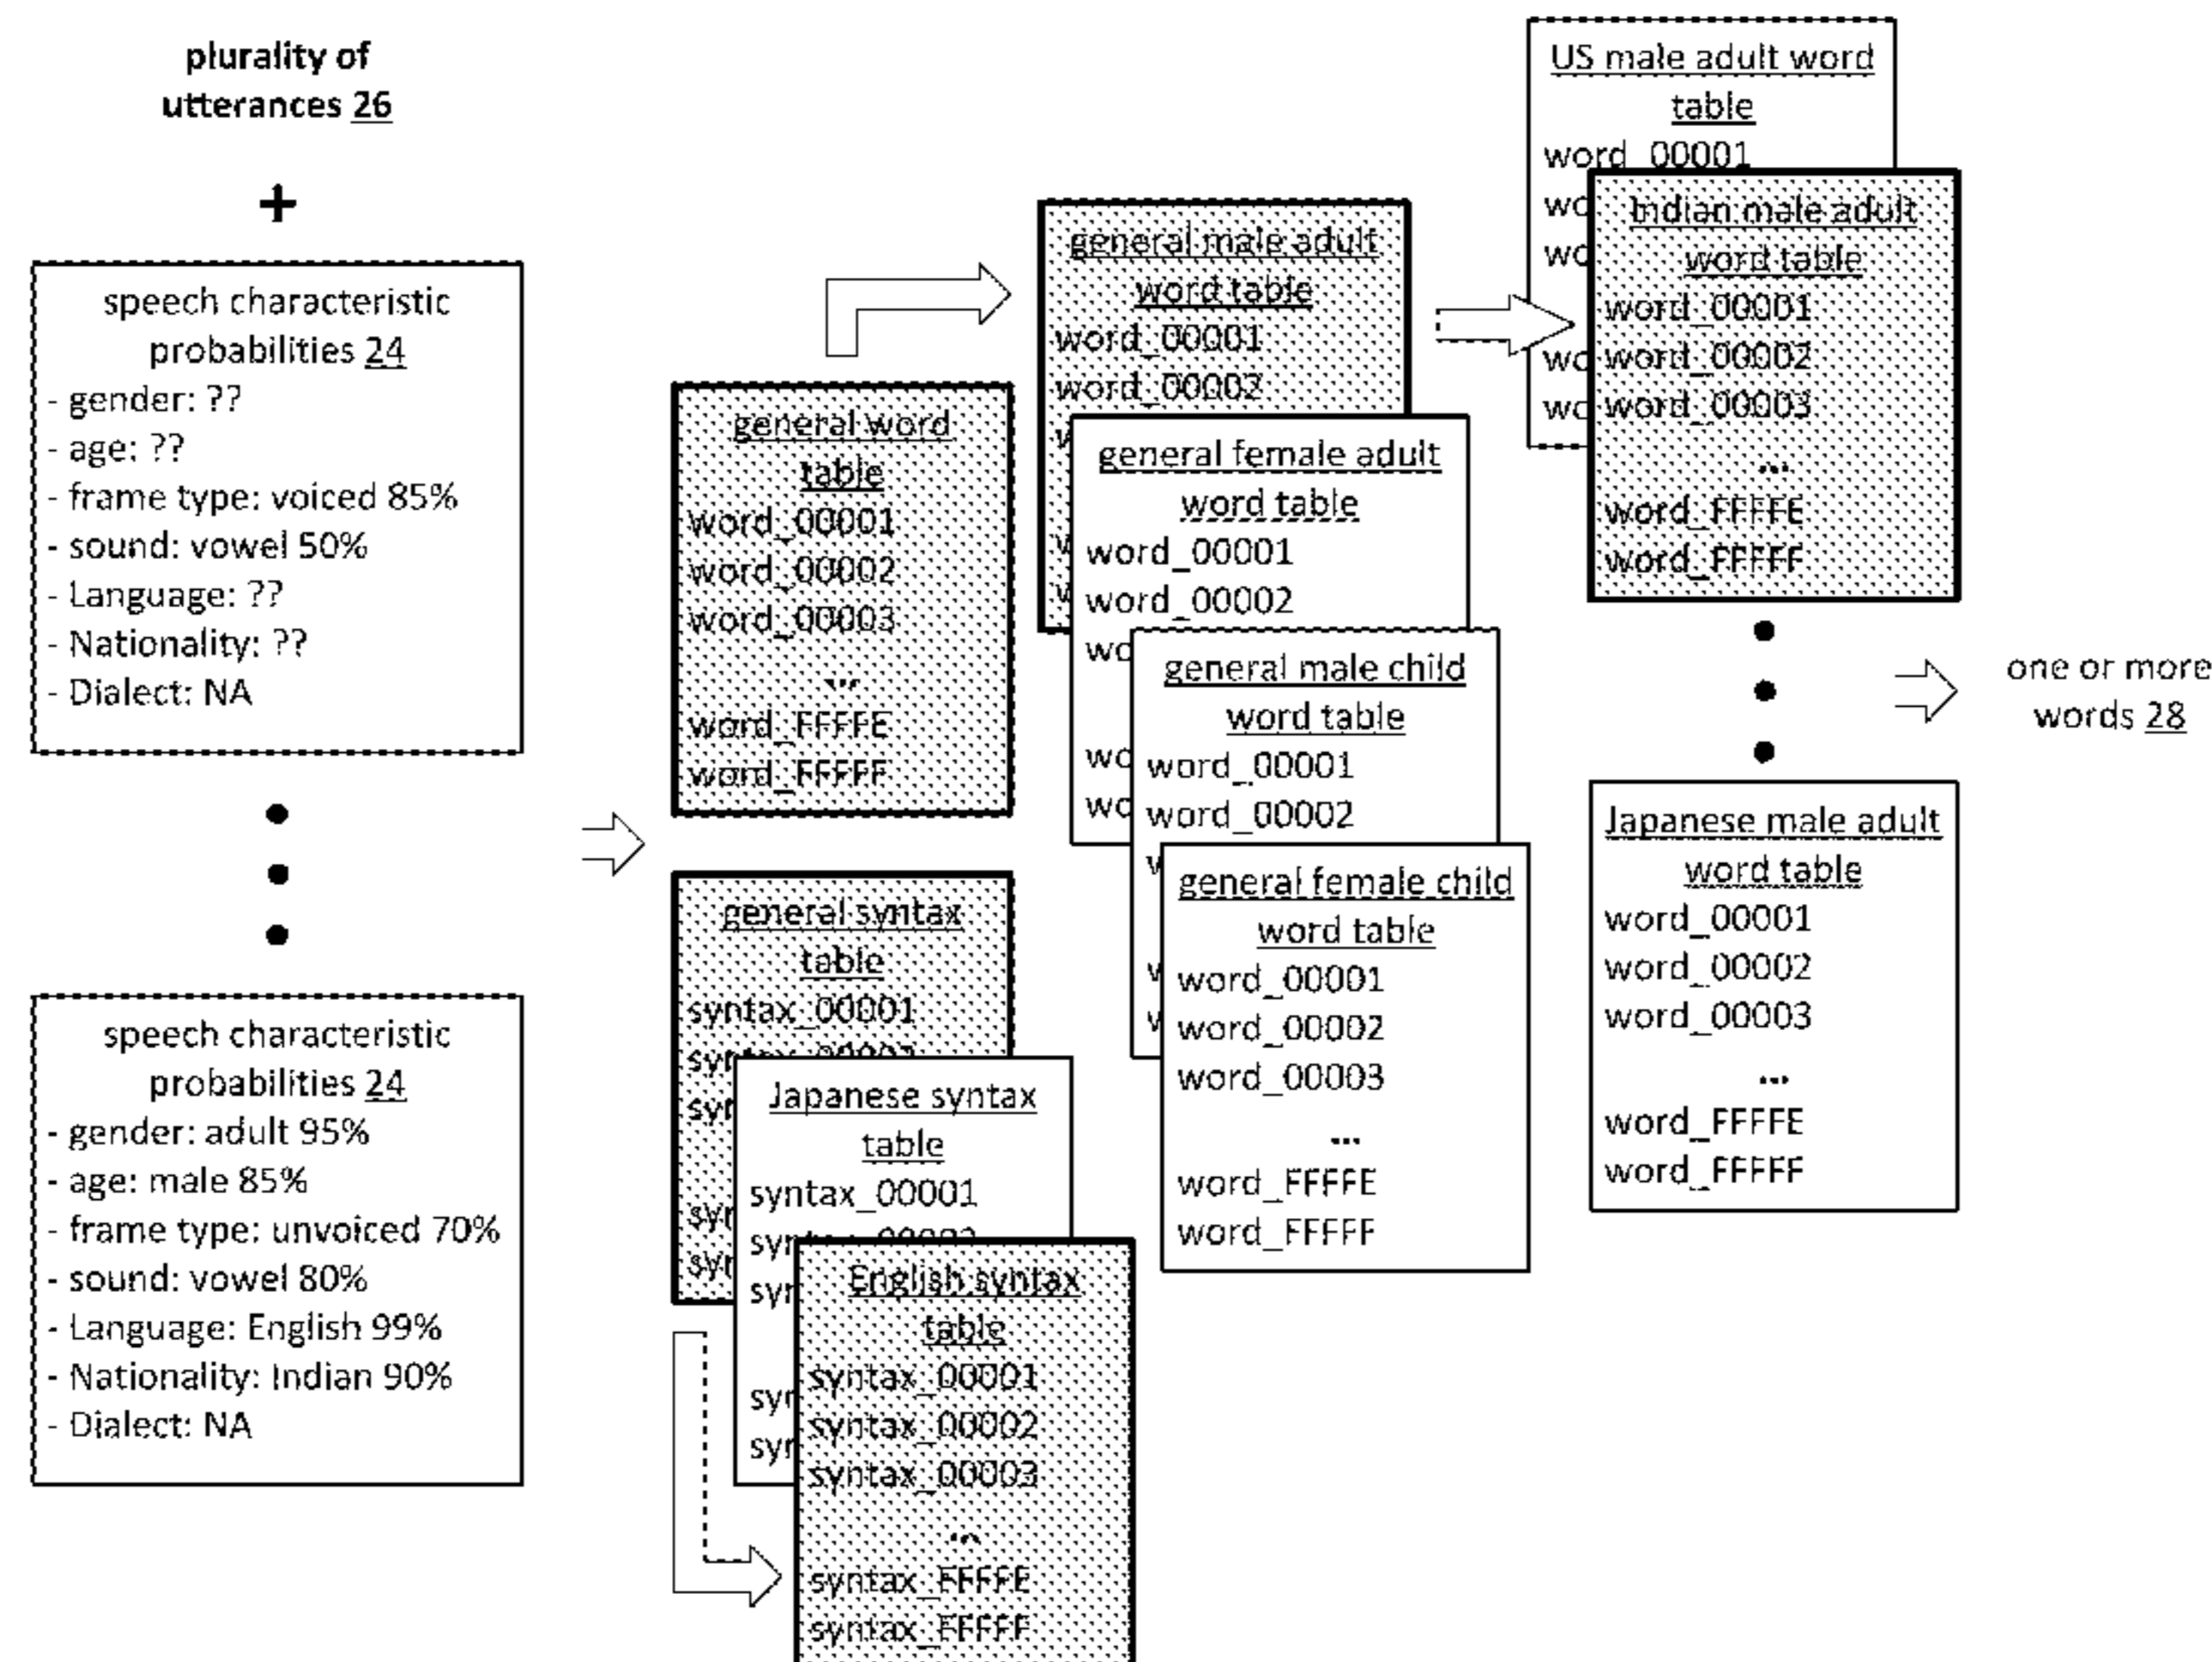 plurality of
utterances 26
+
speech characteristic
probabilities 24
- gender: ??
- age: ??
- frame type: voiced 85%
- sound: vowel 50%
- Language: ??
- Nationality: ??
- Dialect: NA
speech characteristic
probabilities 24
- gender: adult 95%
- age: male 85%
- frame type: unvoiced 70%
- sound: vowel 80%
- Language: English 99%
- Nationality: Indian 90%
- Dialect: NA
general word
table
word_00001
word_00002
word_00003
...
word_FFFFE
word_FFFFF
general syntax
table
syntax_00001
Japanese syntax
table
syntax_00001
English syntax
table
syntax_00001
syntax_00002
syntax_00003
...
syntax_FFFFE
syntax_FFFFF
general male adult
word table
word_00001
word_00002
general female adult
word table
word_00001
word_00002
general male child
word table
word_00001
word_00002
general female child
word table
word_00001
word_00002
word_00003
...
word_FFFFE
word_FFFFF
US male adult word
table
word_00001
Indian male adult
word table
word_00001
word_00002
word_00003
...
word_FFFFE
word_FFFFF
Japanese male adult
word table
word_00001
word_00002
word_00003
...
word_FFFFE
word_FFFFF
one or more
words 28